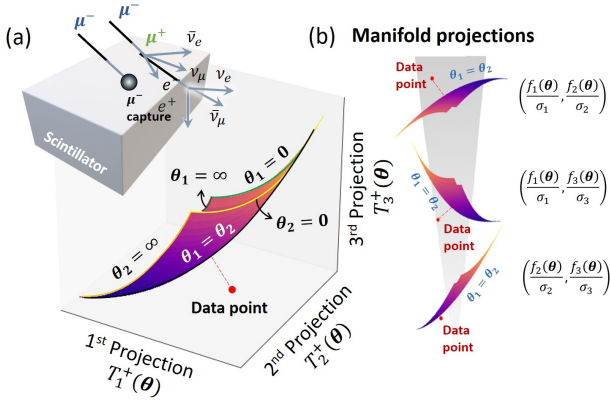 (a)
μ⁻
μ⁻
μ⁺
ν̄ₑ
ν_μ
νₑ
e⁻
e⁺
ν̄_μ
μ⁻
capture
Scintillator
θ₁ = ∞
θ₁ = 0
θ₂ = 0
θ₂ = ∞
θ₁ = θ₂
Data point
1ˢᵗ Projection
T₁⁺(θ)
2ⁿᵈ Projection
T₂⁺(θ)
3ʳᵈ Projection
T₃⁺(θ)
(b) Manifold projections
Data
point
θ₁ = θ₂
(f₁(θ)/σ₁, f₂(θ)/σ₂)
θ₁ = θ₂
Data
point
(f₁(θ)/σ₁, f₃(θ)/σ₃)
θ₁ = θ₂
Data
point
(f₂(θ)/σ₂, f₃(θ)/σ₃)